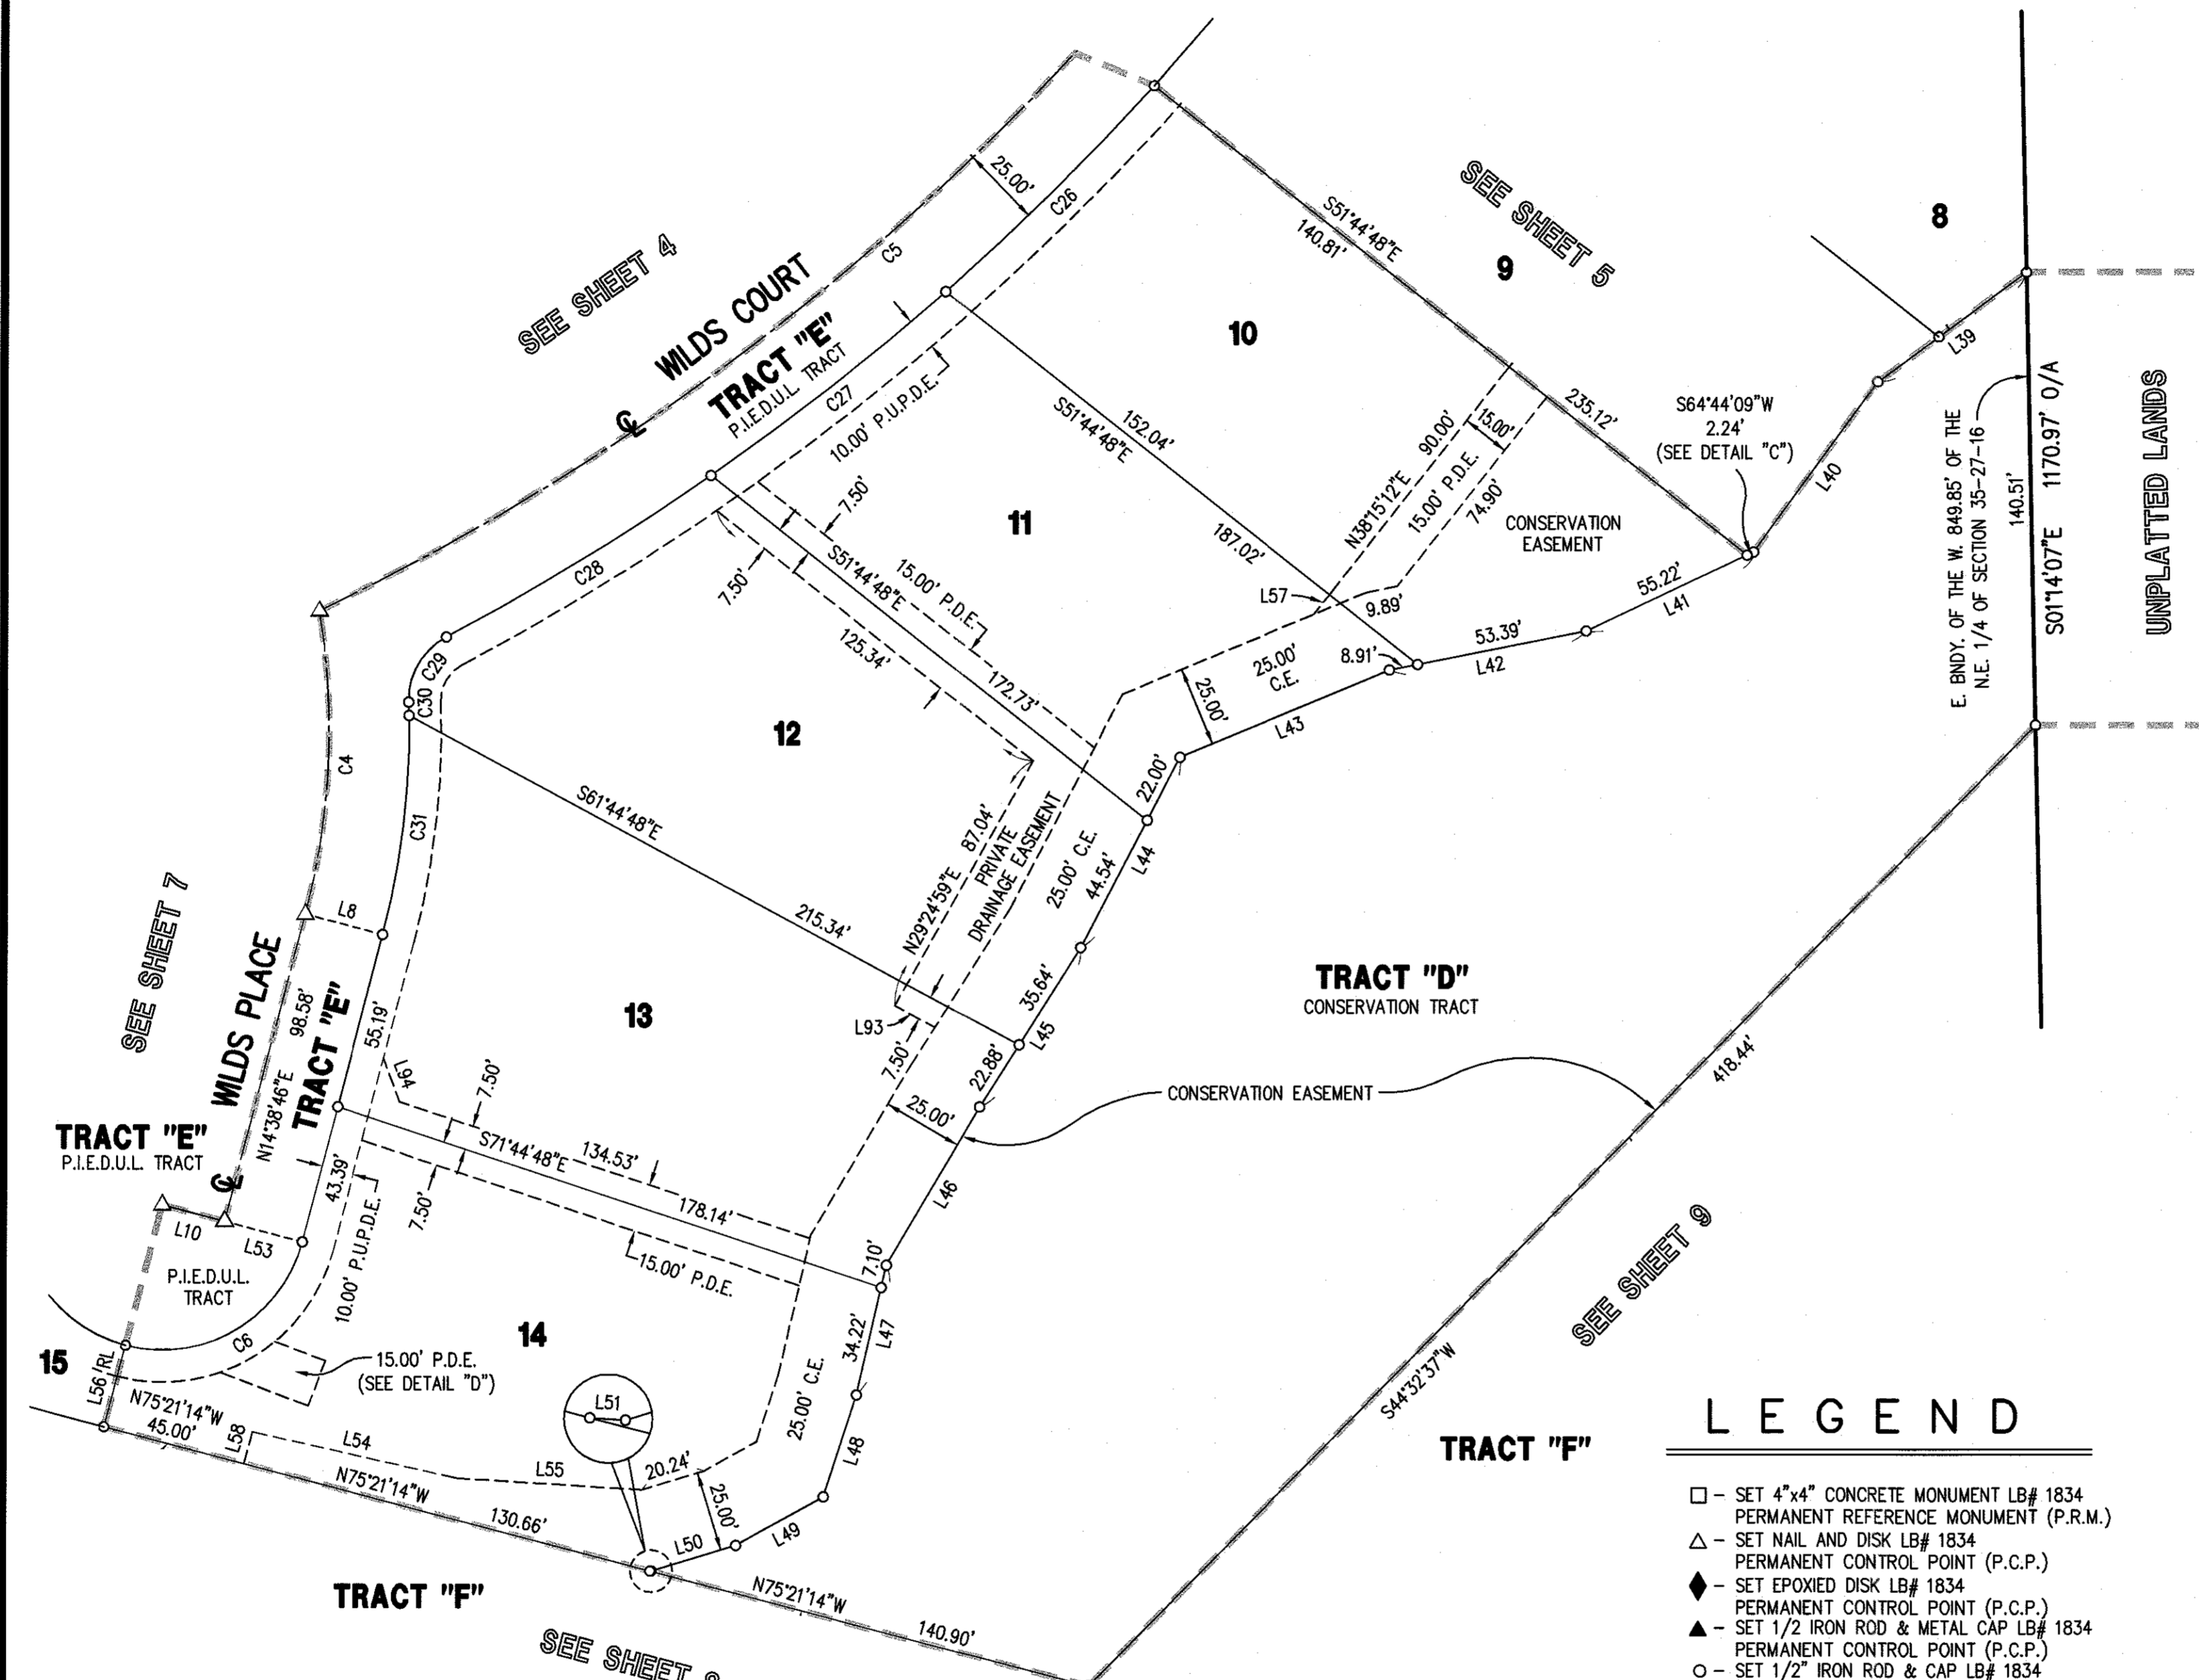 SEE SHEET 4
WILDS COURT
℄
TRACT "E"
P.I.E.D.U.L. TRACT
C5
25.00'
C26
C27
10.00' P.U.P.D.E.
C28
C29
C30
C4
C31
SEE SHEET 5
8
9
10
11
12
13
14
15
S51°44'48"E
140.81'
235.12'
S64°44'09"W
2.24'
(SEE DETAIL "C")
L39
L40
E. BNDY. OF THE W. 849.85' OF THE
N.E. 1/4 OF SECTION 35-27-16
140.51'
S01°14'07"E 1170.97' O/A
UNPLATTED LANDS
152.04'
S51°44'48"E
187.02'
N38°15'12"E 90.00'
15.00'
15.00' P.D.E.
74.90'
CONSERVATION
EASEMENT
L57
9.89'
55.22'
L41
53.39'
L42
8.91'
25.00'
C.E.
25.00'
L43
7.50'
7.50'
S51°44'48"E
15.00' P.D.E.
125.34'
172.73'
22.00'
L44
25.00' C.E.
44.54'
S61°44'48"E
215.34'
N29°24'59"E 87.04'
PRIVATE
DRAINAGE EASEMENT
L93
7.50'
35.64'
L45
22.88'
25.00'
L46
TRACT "D"
CONSERVATION TRACT
CONSERVATION EASEMENT
418.44'
S44°32'37"W
SEE SHEET 9
SEE SHEET 7
WILDS PLACE
℄
L8
N14°38'46"E 98.58'
TRACT "E"
55.19'
L94
7.50'
S71°44'48"E
134.53'
178.14'
7.50'
15.00' P.D.E.
7.10'
34.22'
L47
TRACT "E"
P.I.E.D.U.L. TRACT
L10
L53
43.39'
10.00' P.U.P.D.E.
P.I.E.D.U.L.
TRACT
C6
L56
RL
15.00' P.D.E.
(SEE DETAIL "D")
N75°21'14"W
45.00'
L58
L54
L55
L51
20.24'
25.00'
25.00' C.E.
L48
L49
L50
N75°21'14"W
130.66'
N75°21'14"W
140.90'
TRACT "F"
TRACT "F"
SEE SHEET
LEGEND
□ – SET 4"x4" CONCRETE MONUMENT LB# 1834
PERMANENT REFERENCE MONUMENT (P.R.M.)
△ – SET NAIL AND DISK LB# 1834
PERMANENT CONTROL POINT (P.C.P.)
♦ – SET EPOXIED DISK LB# 1834
PERMANENT CONTROL POINT (P.C.P.)
▲ – SET 1/2 IRON ROD & METAL CAP LB# 1834
PERMANENT CONTROL POINT (P.C.P.)
○ – SET 1/2" IRON ROD & CAP LB# 1834